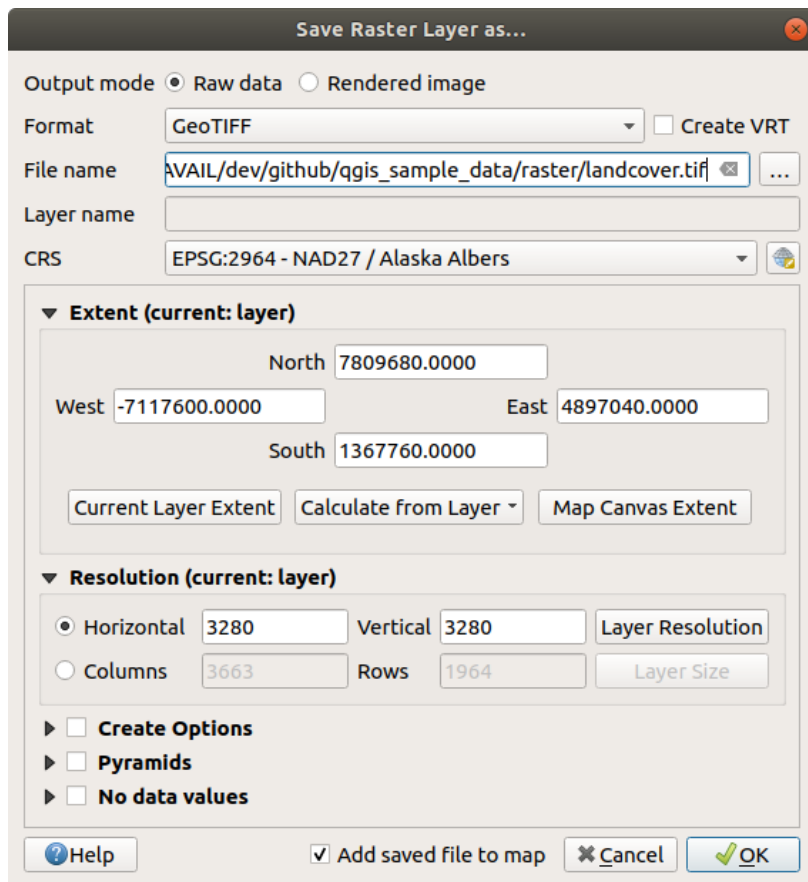 Save Raster Layer as...
Output mode Raw data Rendered image
Format GeoTIFF Create VRT
File name AVAIL/dev/github/qgis_sample_data/raster/landcover.tif ...
Layer name
CRS EPSG:2964 - NAD27 / Alaska Albers
Extent (current: layer)
North 7809680.0000
West -7117600.0000 East 4897040.0000
South 1367760.0000
Current Layer Extent Calculate from Layer Map Canvas Extent
Resolution (current: layer)
Horizontal 3280 Vertical 3280 Layer Resolution
Columns 3663 Rows 1964 Layer Size
Create Options
Pyramids
No data values
Help Add saved file to map Cancel OK